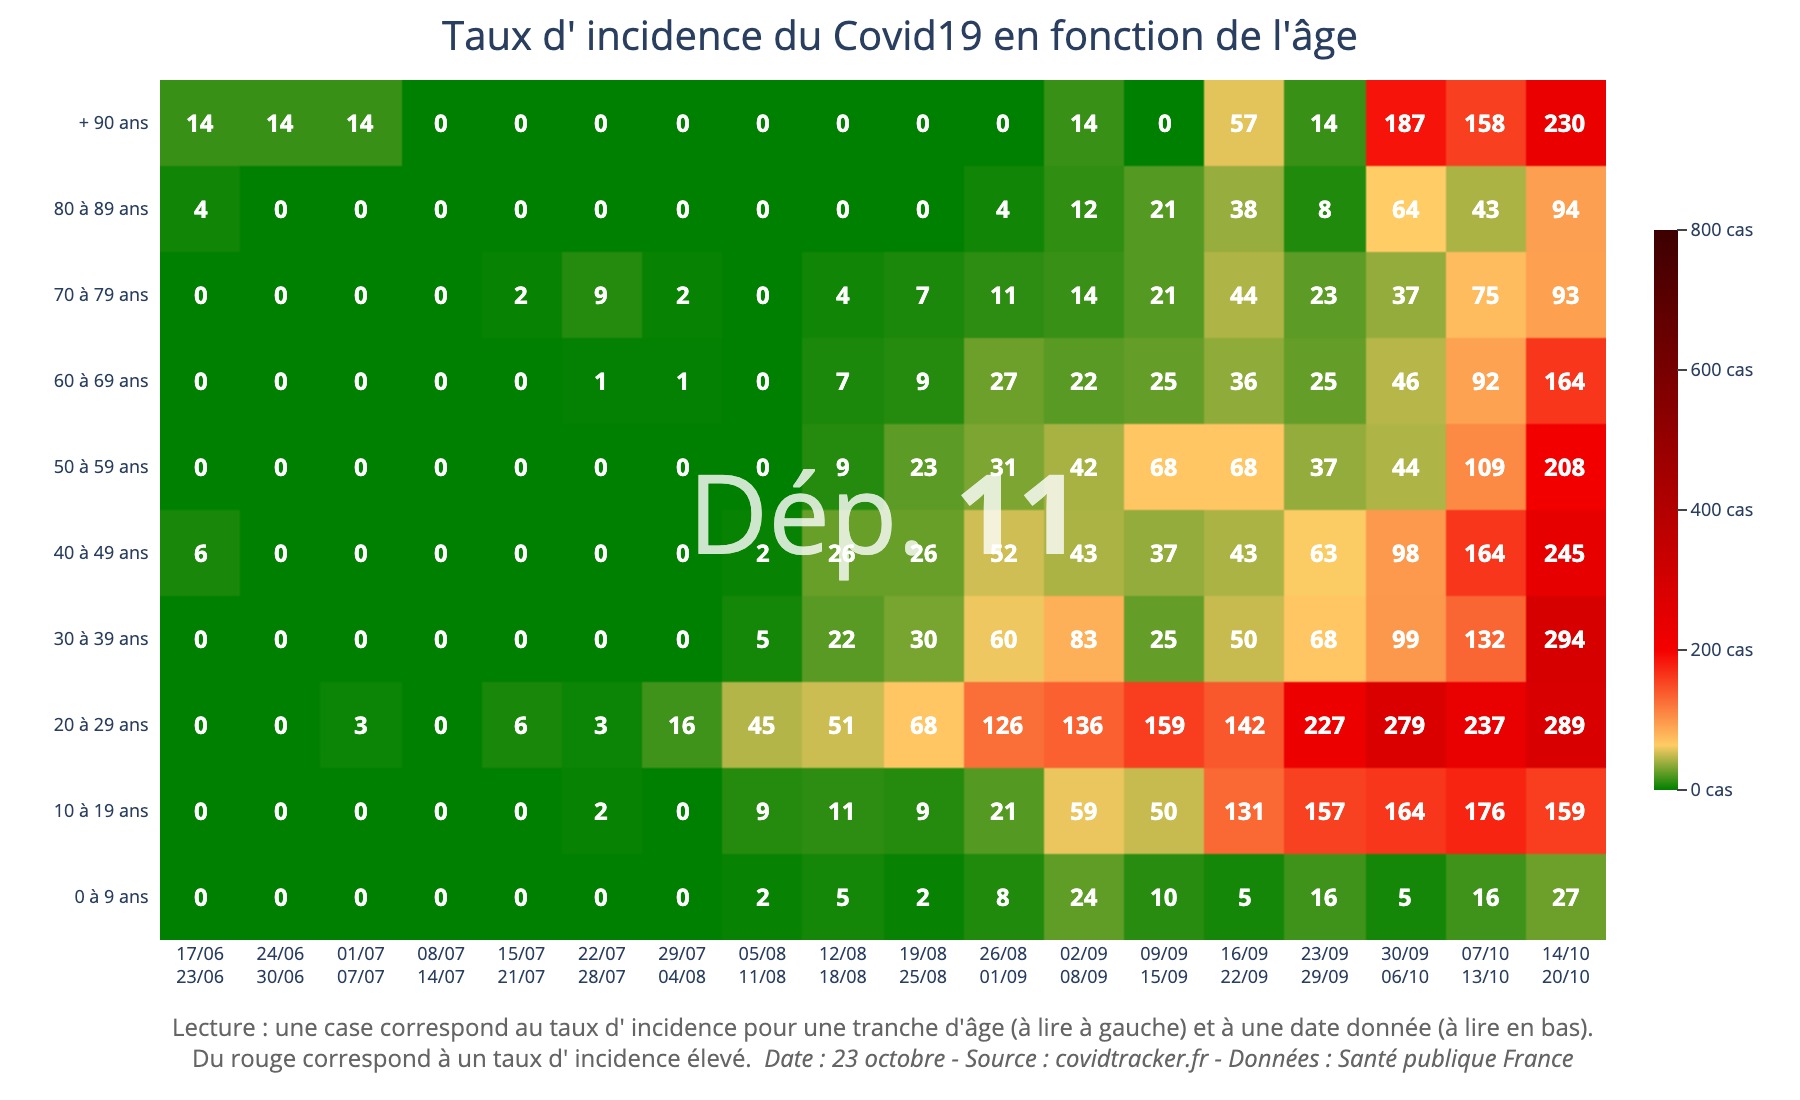 Taux d' incidence du Covid19 en fonction de l'âge
+ 90 ans 14 14 14 0 0 0 0 0 0 0 0 14 0 57 14 187 158 230
80 à 89 ans 4 0 0 0 0 0 0 0 0 0 4 12 21 38 8 64 43 94
70 à 79 ans 0 0 0 0 2 9 2 0 4 7 11 14 21 44 23 37 75 93
60 à 69 ans 0 0 0 0 0 1 1 0 7 9 27 22 25 36 25 46 92 164
50 à 59 ans 0 0 0 0 0 0 0 0 9 23 31 42 68 68 37 44 109 208
Dép. 11
40 à 49 ans 6 0 0 0 0 0 0 2 26 26 52 43 37 43 63 98 164 245
30 à 39 ans 0 0 0 0 0 0 0 5 22 30 60 83 25 50 68 99 132 294
20 à 29 ans 0 0 3 0 6 3 16 45 51 68 126 136 159 142 227 279 237 289
10 à 19 ans 0 0 0 0 0 2 0 9 11 9 21 59 50 131 157 164 176 159
0 à 9 ans 0 0 0 0 0 0 0 2 5 2 8 24 10 5 16 5 16 27
17/06 24/06 01/07 08/07 15/07 22/07 29/07 05/08 12/08 19/08 26/08 02/09 09/09 16/09 23/09 30/09 07/10 14/10
23/06 30/06 07/07 14/07 21/07 28/07 04/08 11/08 18/08 25/08 01/09 08/09 15/09 22/09 29/09 06/10 13/10 20/10
800 cas
600 cas
400 cas
200 cas
0 cas
Lecture : une case correspond au taux d' incidence pour une tranche d'âge (à lire à gauche) et à une date donnée (à lire en bas).
Du rouge correspond à un taux d' incidence élevé. Date : 23 octobre - Source : covidtracker.fr - Données : Santé publique France